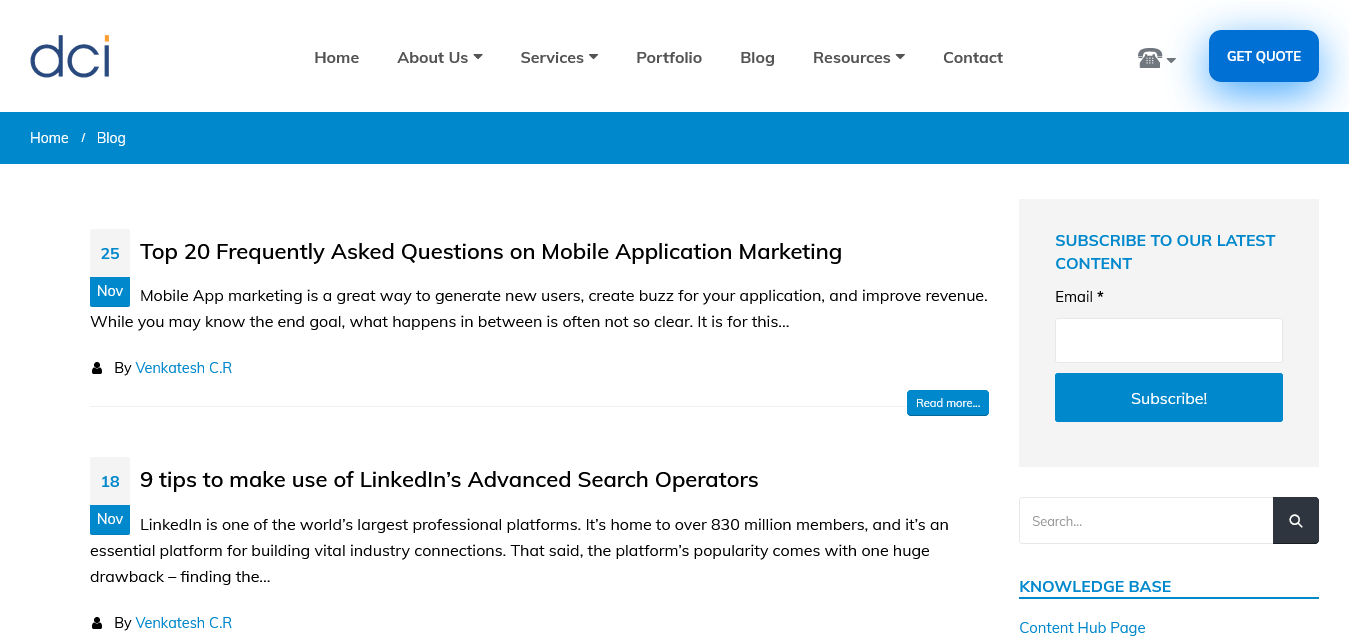 dci
Home About Us Services Portfolio Blog Resources Contact GET QUOTE
Home / Blog
25
Nov
Top 20 Frequently Asked Questions on Mobile Application Marketing
Mobile App marketing is a great way to generate new users, create buzz for your application, and improve revenue.
While you may know the end goal, what happens in between is often not so clear. It is for this...
By Venkatesh C.R
Read more...
18
Nov
9 tips to make use of LinkedIn’s Advanced Search Operators
LinkedIn is one of the world’s largest professional platforms. It’s home to over 830 million members, and it’s an
essential platform for building vital industry connections. That said, the platform’s popularity comes with one huge
drawback – finding the...
By Venkatesh C.R
SUBSCRIBE TO OUR LATEST
CONTENT
Email *
Subscribe!
Search...
KNOWLEDGE BASE
Content Hub Page